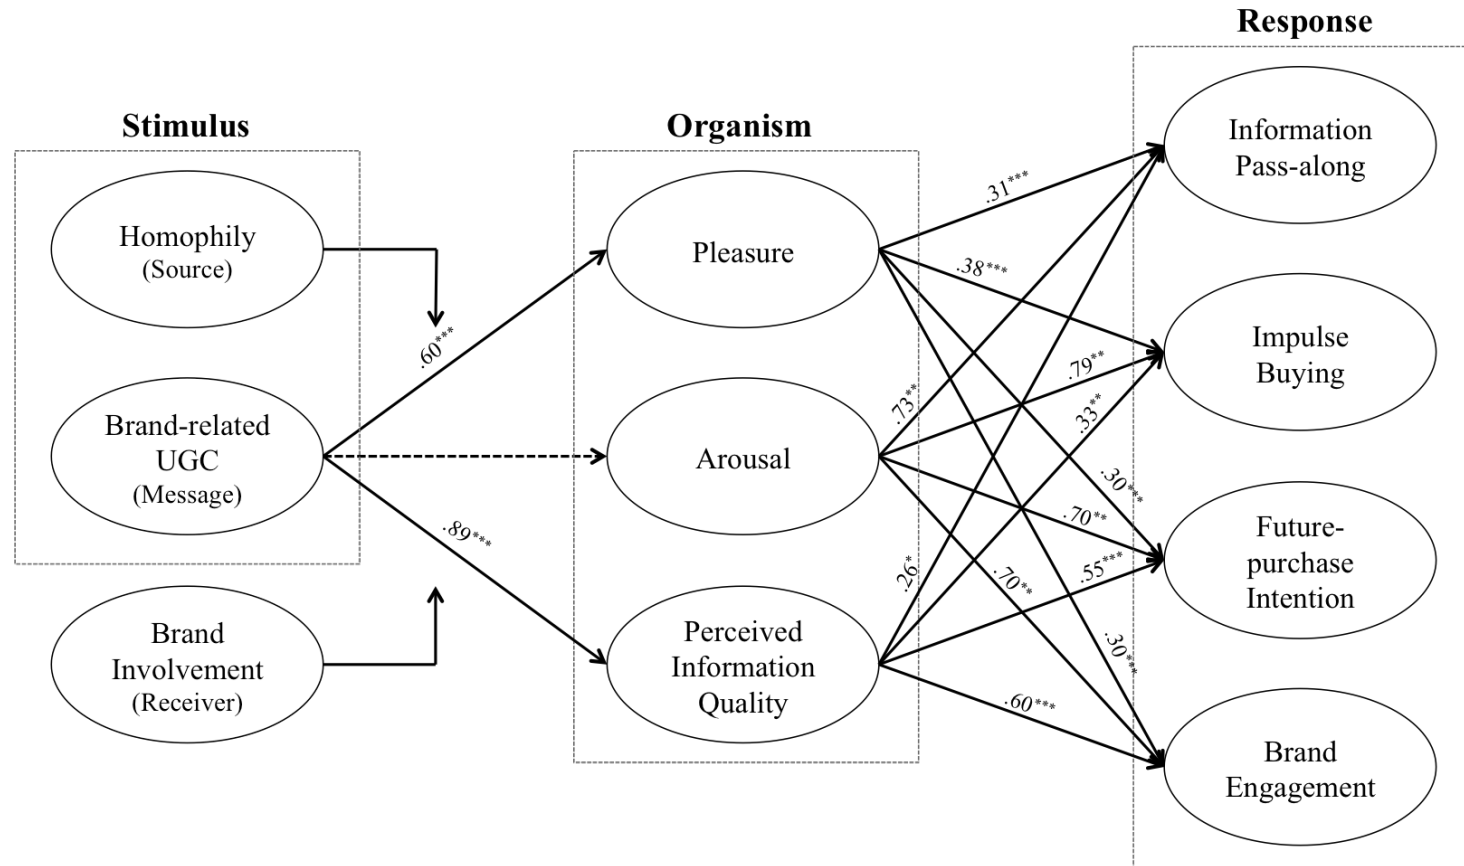 Stimulus
Homophily
(Source)
Brand-related
UGC
(Message)
Brand
Involvement
(Receiver)
.60***
.89***
Organism
Pleasure
Arousal
Perceived
Information
Quality
.31***
.38***
.73**
.79**
.33**
.30***
.70**
.26*
.70**
.55***
.30***
.60***
Response
Information
Pass-along
Impulse
Buying
Future-
purchase
Intention
Brand
Engagement